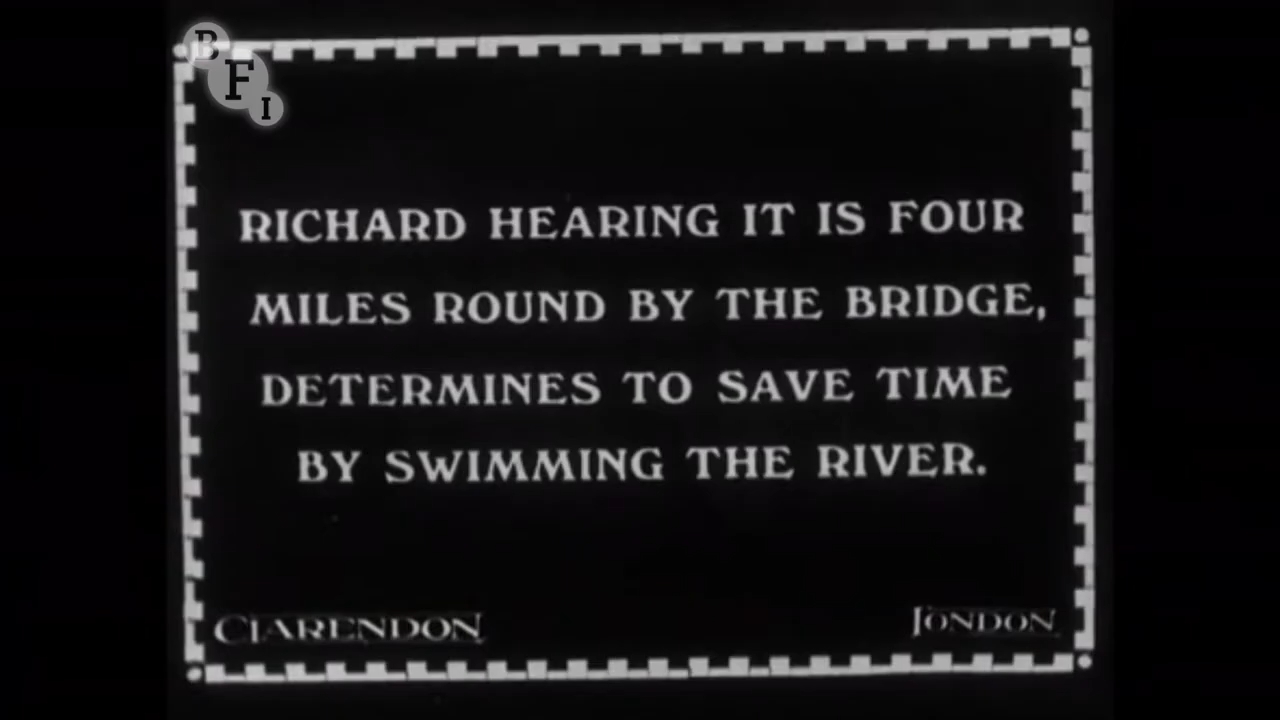 BFI
RICHARD HEARING IT IS FOUR
MILES ROUND BY THE BRIDGE,
DETERMINES TO SAVE TIME
BY SWIMMING THE RIVER.
CLARENDON LONDON